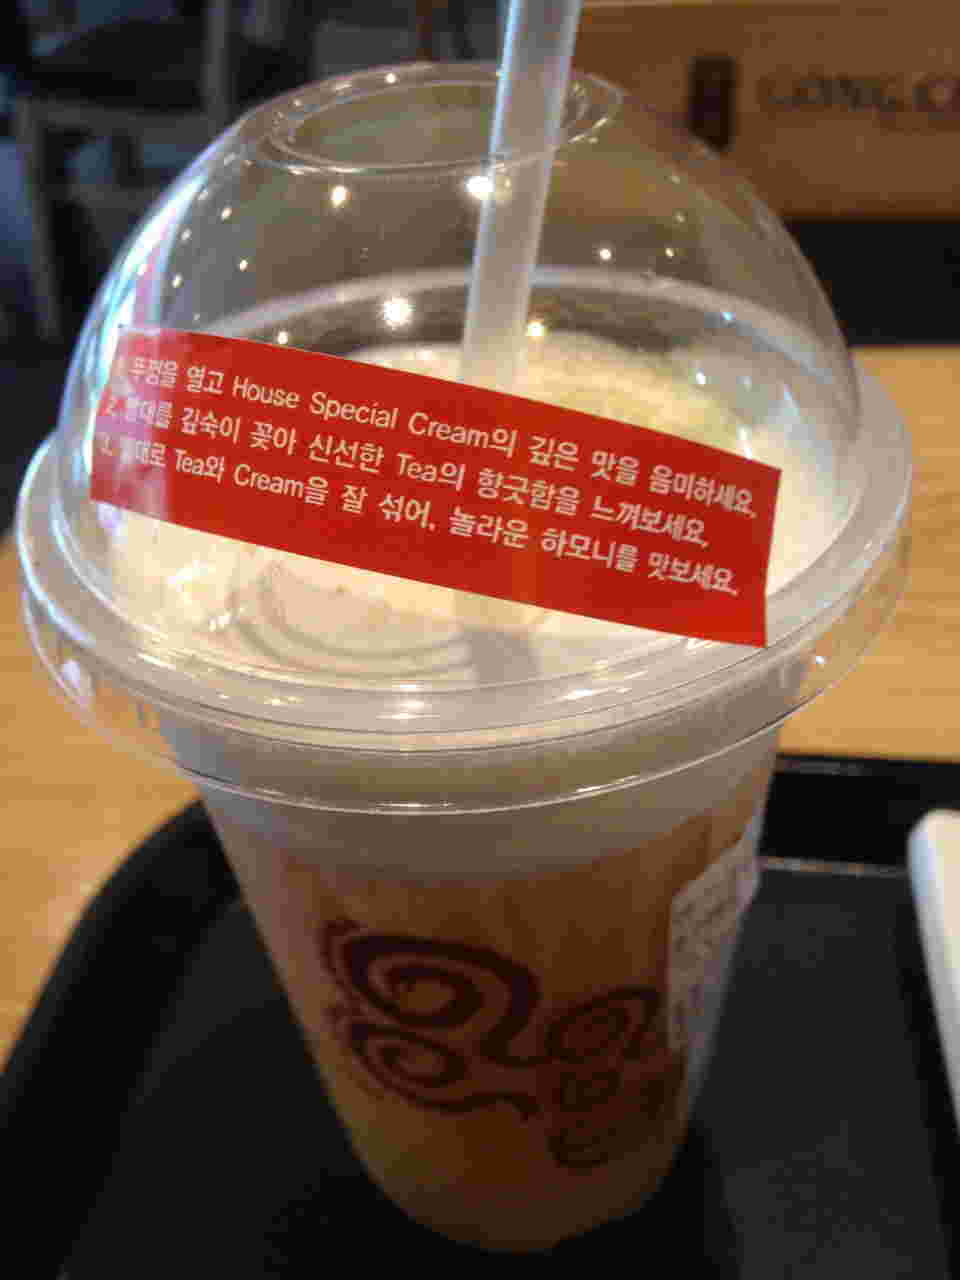 GONG C
1. 뚜껑을 열고 House Special Cream의 깊은 맛을 음미하세요.
2. 빨대를 깊숙이 꽂아 신선한 Tea의 향긋함을 느껴보세요.
3. 빨대로 Tea와 Cream을 잘 섞어, 놀라운 하모니를 맛보세요.